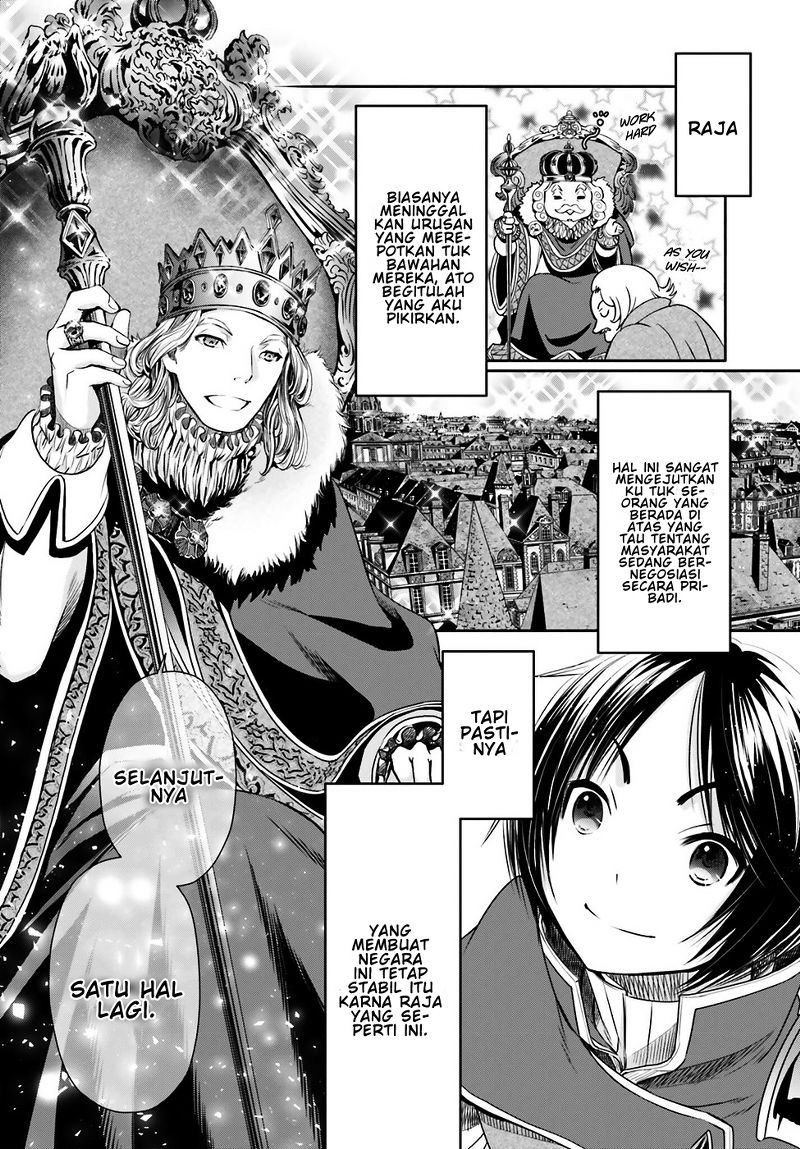 RAJA
WORK
HARD
AS YOU
WISH--
BIASANYA
MENINGGAL
KAN URUSAN
YANG MERE-
POTKAN TUK
BAWAHAN
MEREKA, ATO
BEGITULAH
YANG AKU
PIKIRKAN.
HAL INI SANGAT
MENGEJUTKAN
KU TUK SE-
ORANG YANG
BERADA DI
ATAS YANG
TAU TENTANG
MASYARAKAT
SEDANG BER-
NEGOSIASI
SECARA PRI-
BADI.
TAPI
PASTI-
NYA
YANG
MEMBUAT
NEGARA
INI TETAP
STABIL ITU
KARNA RAJA
YANG SE-
PERTI INI.
SELANJUT-
NYA
SATU HAL
LAGI.